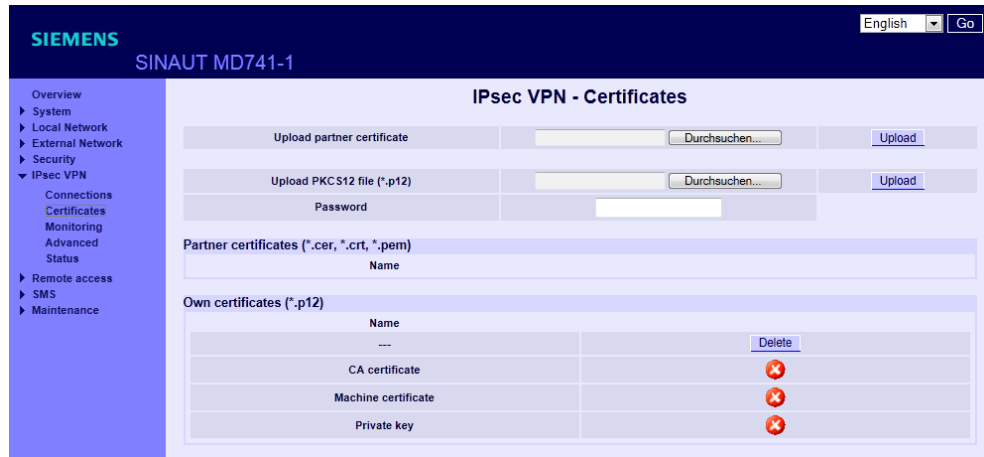 SIEMENS
English
Go
SINAUT MD741-1
Overview
System
Local Network
External Network
Security
IPsec VPN
Connections
Certificates
Monitoring
Advanced
Status
Remote access
SMS
Maintenance
IPsec VPN - Certificates
Upload partner certificate Durchsuchen... Upload
Upload PKCS12 file (*.p12) Durchsuchen... Upload
Password
Partner certificates (*.cer, *.crt, *.pem)
Name
Own certificates (*.p12)
Name
--- Delete
CA certificate
Machine certificate
Private key